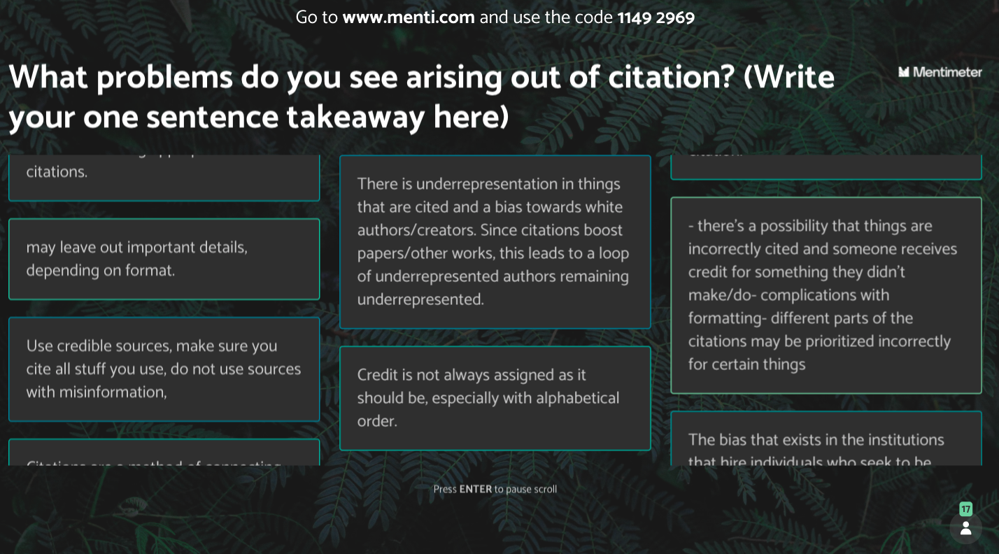 Go to www.menti.com and use the code 1149 2969
What problems do you see arising out of citation? (Write
your one sentence takeaway here)
Mentimeter
citations.
may leave out important details,
depending on format.
Use credible sources, make sure you
cite all stuff you use, do not use sources
with misinformation,
Citations are a method of connecting
There is underrepresentation in things
that are cited and a bias towards white
authors/creators. Since citations boost
papers/other works, this leads to a loop
of underrepresented authors remaining
underrepresented.
Credit is not always assigned as it
should be, especially with alphabetical
order.
citation.
- there's a possibility that things are
incorrectly cited and someone receives
credit for something they didn't
make/do- complications with
formatting- different parts of the
citations may be prioritized incorrectly
for certain things
The bias that exists in the institutions
that hire individuals who seek to be
Press ENTER to pause scroll
17